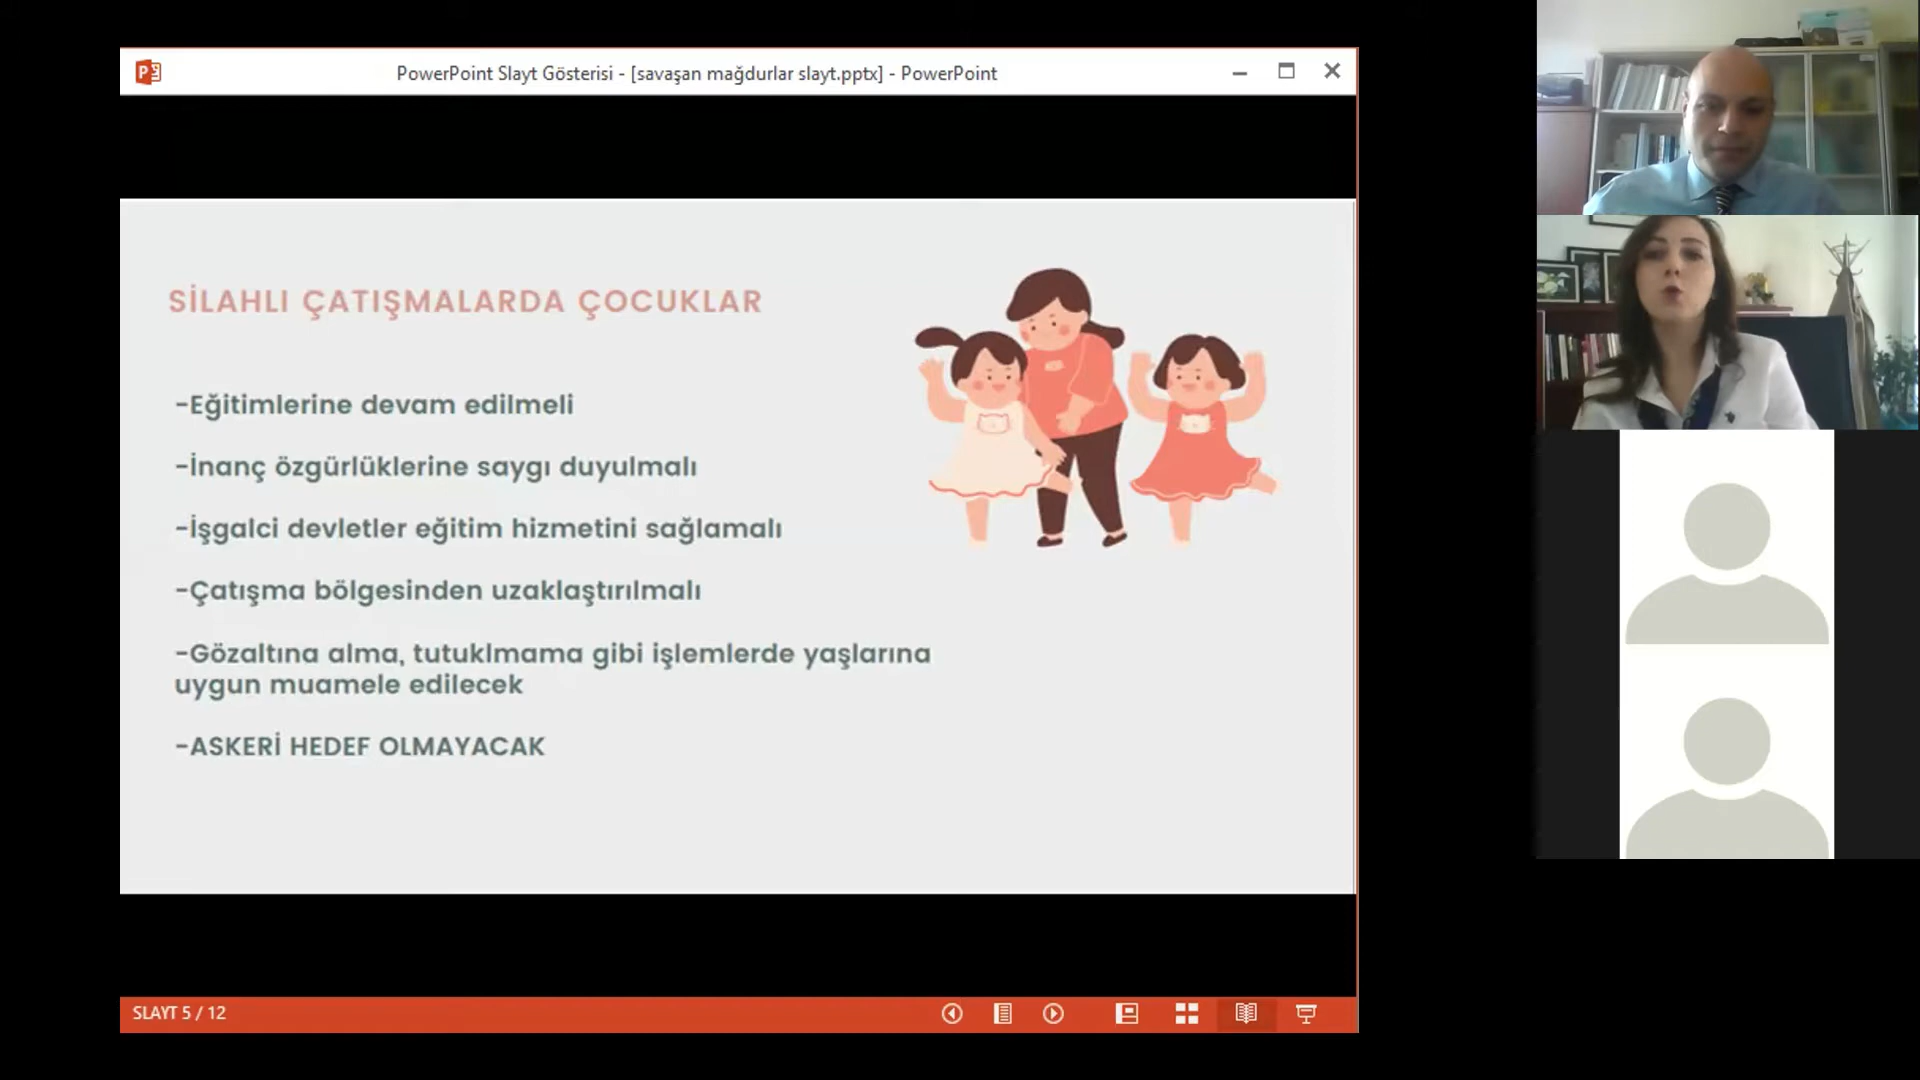 PowerPoint Slayt Gösterisi - [savaşan mağdurlar slayt.pptx] - PowerPoint
SİLAHLI ÇATIŞMALARDA ÇOCUKLAR
-Eğitimlerine devam edilmeli
-İnanç özgürlüklerine saygı duyulmalı
-İşgalci devletler eğitim hizmetini sağlamalı
-Çatışma bölgesinden uzaklaştırılmalı
-Gözaltına alma, tutuklmama gibi işlemlerde yaşlarına
uygun muamele edilecek
-ASKERİ HEDEF OLMAYACAK
SLAYT 5 / 12